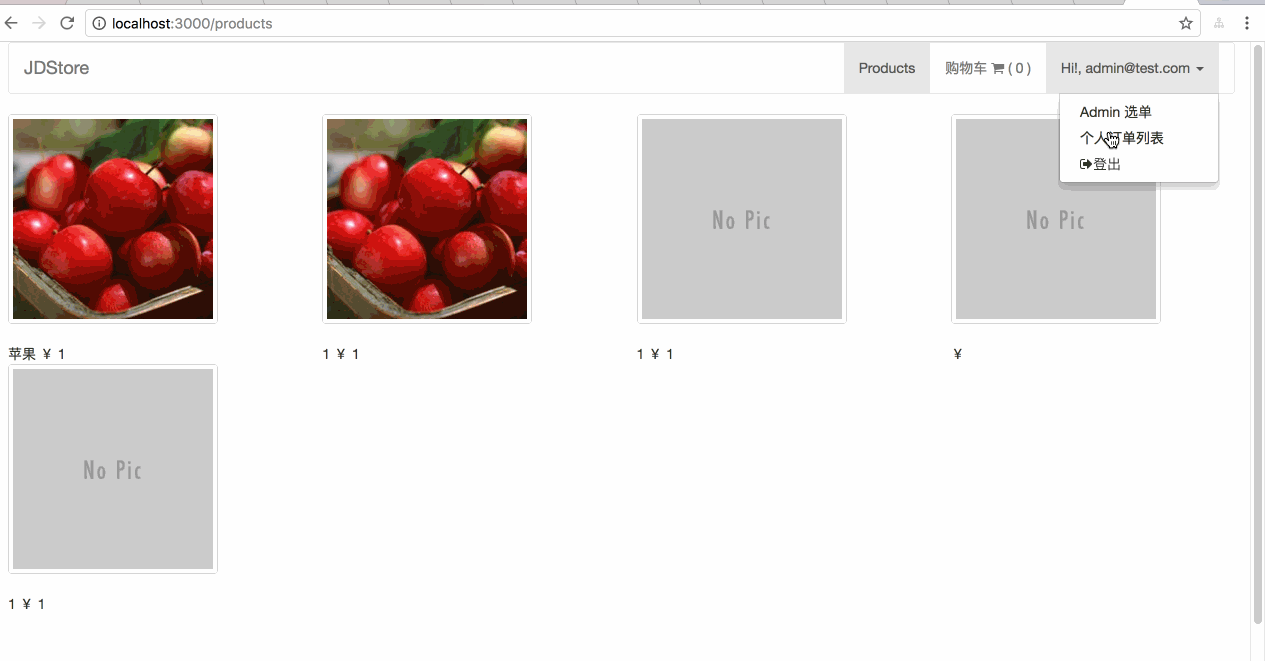 localhost:3000/products
JDStore
Products
购物车 ( 0 )
Hi!, admin@test.com
Admin 选单
个人订单列表
登出
No Pic
No Pic
苹果 ¥ 1
1 ¥ 1
1 ¥ 1
¥
No Pic
1 ¥ 1